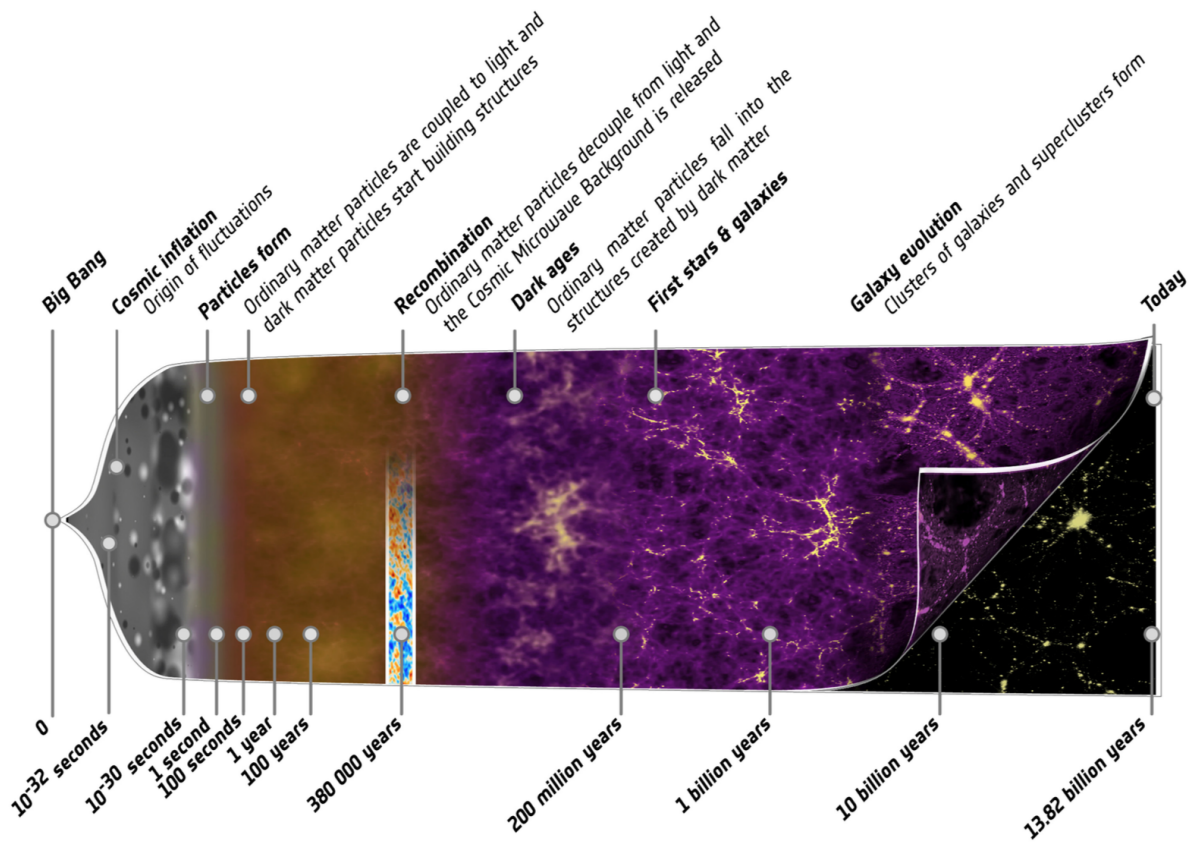 Big Bang
Cosmic inflation
Origin of fluctuations
Particles form
Ordinary matter particles are coupled to light and
dark matter particles start building structures
Recombination
Ordinary matter particles decouple from light and
the Cosmic Microwave Background is released
Dark ages
Ordinary matter particles fall into the
structures created by dark matter
First stars & galaxies
Galaxy evolution
Clusters of galaxies and superclusters form
Today
0
10-32 seconds
10-30 seconds
1 second
100 seconds
1 year
100 years
380 000 years
200 million years
1 billion years
10 billion years
13.82 billion years